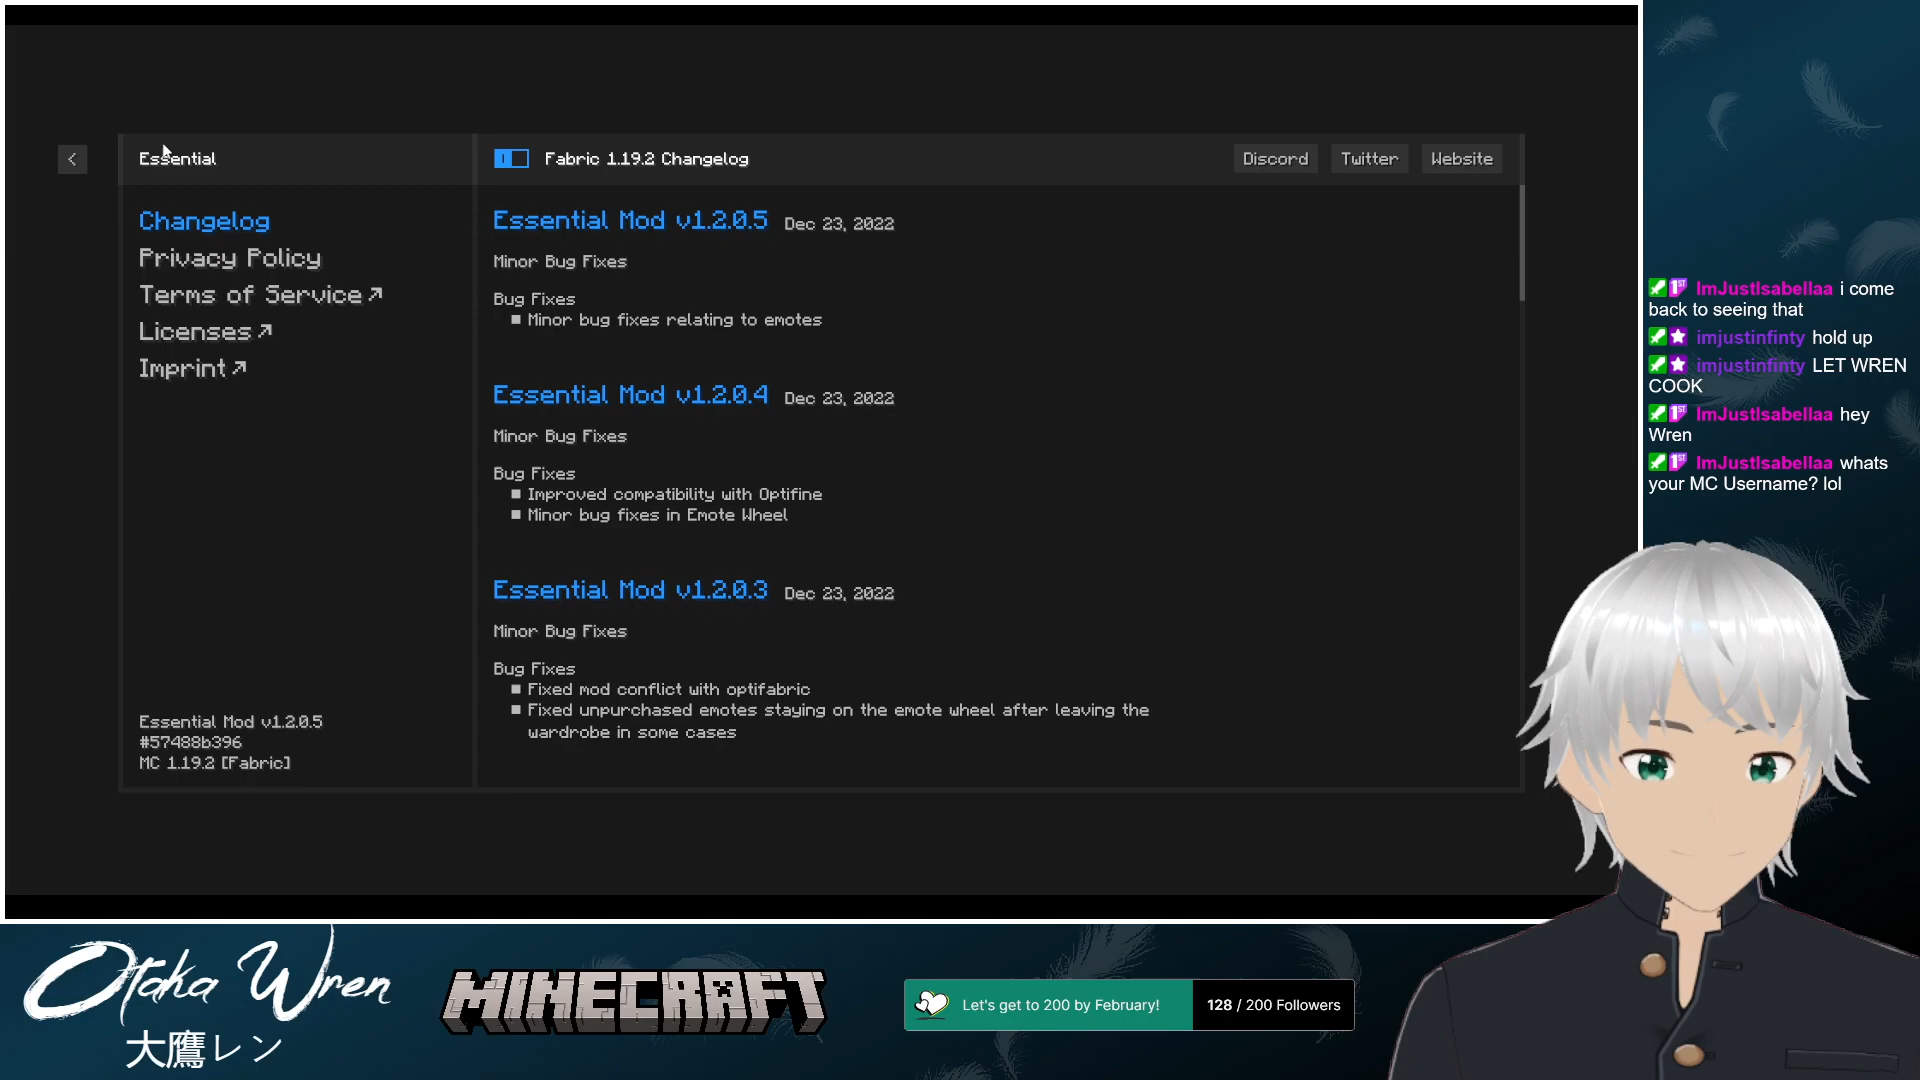 Essential
Fabric 1.19.2 Changelog
Discord
Twitter
Website
Changelog
Privacy Policy
Terms of Service
Licenses
Imprint
Essential Mod v1.2.0.5
#57488b396
MC 1.19.2 [Fabric]
Essential Mod v1.2.0.5 Dec 23, 2022
Minor Bug Fixes
Bug Fixes
Minor bug fixes relating to emotes
Essential Mod v1.2.0.4 Dec 23, 2022
Minor Bug Fixes
Bug Fixes
Improved compatibility with Optifine
Minor bug fixes in Emote Wheel
Essential Mod v1.2.0.3 Dec 23, 2022
Minor Bug Fixes
Bug Fixes
Fixed mod conflict with optifabric
Fixed unpurchased emotes staying on the emote wheel after leaving the
wardrobe in some cases
1ST ImJustIsabellaa i come
back to seeing that
imjustinfinty hold up
imjustinfinty LET WREN
COOK
1ST ImJustIsabellaa hey
Wren
1ST ImJustIsabellaa whats
your MC Username? lol
Otaka Wren
大鷹レン
MINECRAFT
Let's get to 200 by February!
128 / 200 Followers